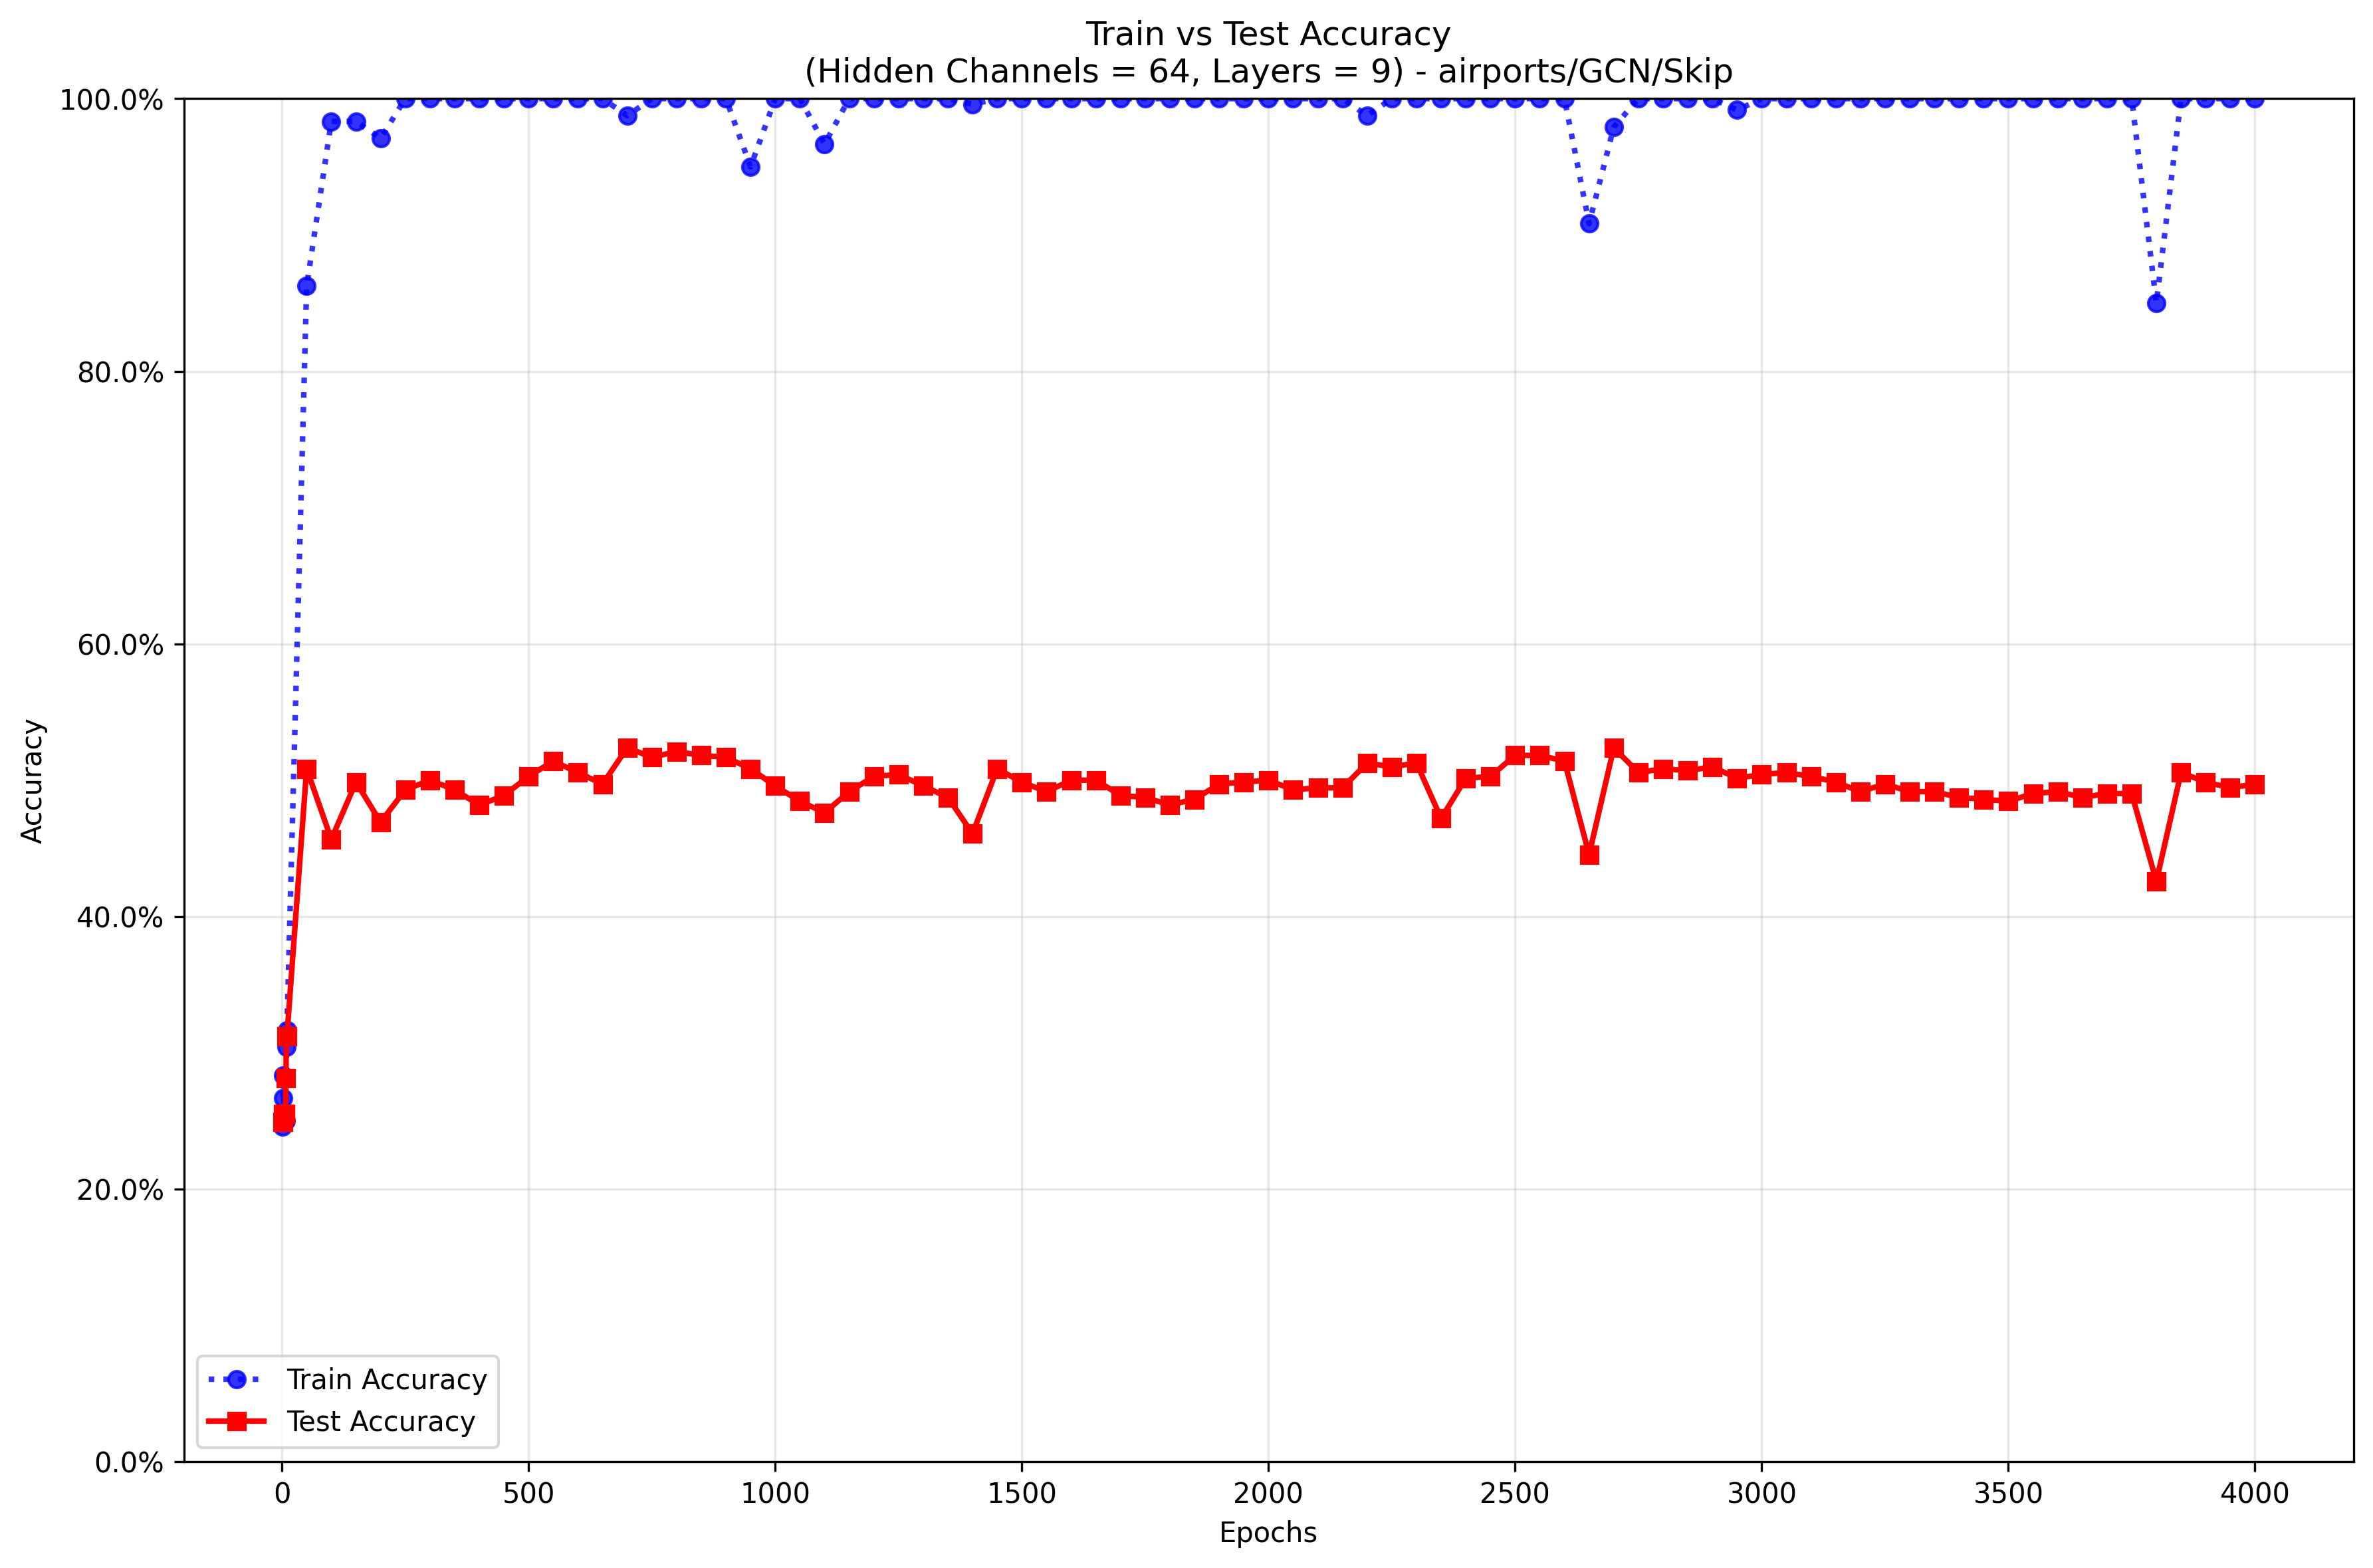 Train vs Test Accuracy
(Hidden Channels = 64, Layers = 9) - airports/GCN/Skip
100.0%
80.0%
60.0%
40.0%
20.0%
0.0%
Accuracy
Train Accuracy
Test Accuracy
0
500
1000
1500
2000
2500
3000
3500
4000
Epochs